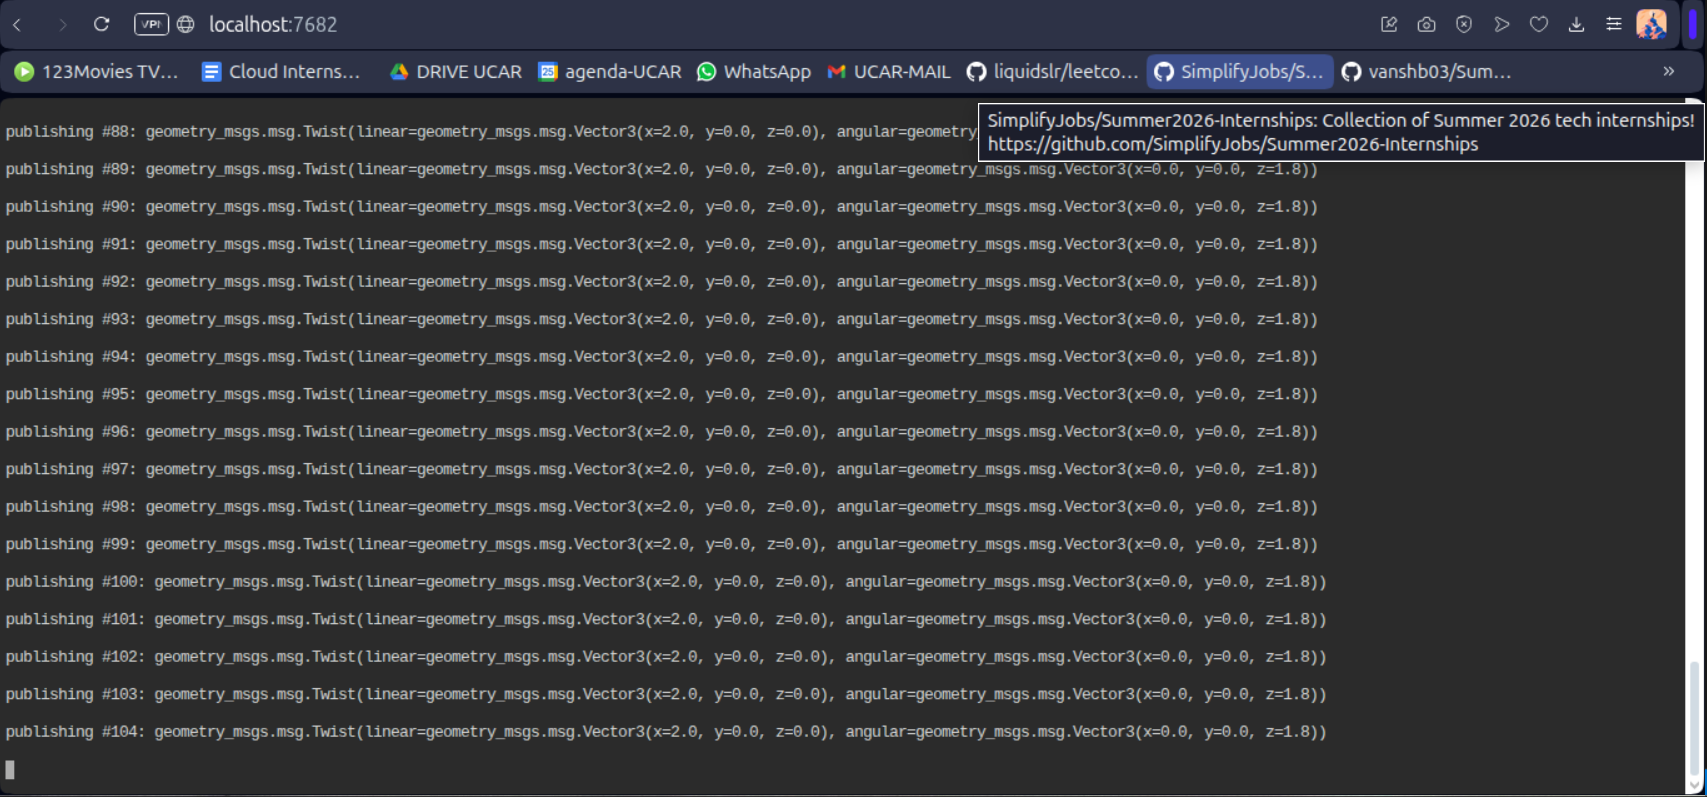 VPN localhost:7682
123Movies TV... Cloud Interns... DRIVE UCAR 25 agenda-UCAR WhatsApp UCAR-MAIL liquidslr/leetco... SimplifyJobs/S... vanshb03/Sum... »
SimplifyJobs/Summer2026-Internships: Collection of Summer 2026 tech internships!
https://github.com/SimplifyJobs/Summer2026-Internships
publishing #88: geometry_msgs.msg.Twist(linear=geometry_msgs.msg.Vector3(x=2.0, y=0.0, z=0.0), angular=geometry_
publishing #89: geometry_msgs.msg.Twist(linear=geometry_msgs.msg.Vector3(x=2.0, y=0.0, z=0.0), angular=geometry_msgs.msg.Vector3(x=0.0, y=0.0, z=1.8))
publishing #90: geometry_msgs.msg.Twist(linear=geometry_msgs.msg.Vector3(x=2.0, y=0.0, z=0.0), angular=geometry_msgs.msg.Vector3(x=0.0, y=0.0, z=1.8))
publishing #91: geometry_msgs.msg.Twist(linear=geometry_msgs.msg.Vector3(x=2.0, y=0.0, z=0.0), angular=geometry_msgs.msg.Vector3(x=0.0, y=0.0, z=1.8))
publishing #92: geometry_msgs.msg.Twist(linear=geometry_msgs.msg.Vector3(x=2.0, y=0.0, z=0.0), angular=geometry_msgs.msg.Vector3(x=0.0, y=0.0, z=1.8))
publishing #93: geometry_msgs.msg.Twist(linear=geometry_msgs.msg.Vector3(x=2.0, y=0.0, z=0.0), angular=geometry_msgs.msg.Vector3(x=0.0, y=0.0, z=1.8))
publishing #94: geometry_msgs.msg.Twist(linear=geometry_msgs.msg.Vector3(x=2.0, y=0.0, z=0.0), angular=geometry_msgs.msg.Vector3(x=0.0, y=0.0, z=1.8))
publishing #95: geometry_msgs.msg.Twist(linear=geometry_msgs.msg.Vector3(x=2.0, y=0.0, z=0.0), angular=geometry_msgs.msg.Vector3(x=0.0, y=0.0, z=1.8))
publishing #96: geometry_msgs.msg.Twist(linear=geometry_msgs.msg.Vector3(x=2.0, y=0.0, z=0.0), angular=geometry_msgs.msg.Vector3(x=0.0, y=0.0, z=1.8))
publishing #97: geometry_msgs.msg.Twist(linear=geometry_msgs.msg.Vector3(x=2.0, y=0.0, z=0.0), angular=geometry_msgs.msg.Vector3(x=0.0, y=0.0, z=1.8))
publishing #98: geometry_msgs.msg.Twist(linear=geometry_msgs.msg.Vector3(x=2.0, y=0.0, z=0.0), angular=geometry_msgs.msg.Vector3(x=0.0, y=0.0, z=1.8))
publishing #99: geometry_msgs.msg.Twist(linear=geometry_msgs.msg.Vector3(x=2.0, y=0.0, z=0.0), angular=geometry_msgs.msg.Vector3(x=0.0, y=0.0, z=1.8))
publishing #100: geometry_msgs.msg.Twist(linear=geometry_msgs.msg.Vector3(x=2.0, y=0.0, z=0.0), angular=geometry_msgs.msg.Vector3(x=0.0, y=0.0, z=1.8))
publishing #101: geometry_msgs.msg.Twist(linear=geometry_msgs.msg.Vector3(x=2.0, y=0.0, z=0.0), angular=geometry_msgs.msg.Vector3(x=0.0, y=0.0, z=1.8))
publishing #102: geometry_msgs.msg.Twist(linear=geometry_msgs.msg.Vector3(x=2.0, y=0.0, z=0.0), angular=geometry_msgs.msg.Vector3(x=0.0, y=0.0, z=1.8))
publishing #103: geometry_msgs.msg.Twist(linear=geometry_msgs.msg.Vector3(x=2.0, y=0.0, z=0.0), angular=geometry_msgs.msg.Vector3(x=0.0, y=0.0, z=1.8))
publishing #104: geometry_msgs.msg.Twist(linear=geometry_msgs.msg.Vector3(x=2.0, y=0.0, z=0.0), angular=geometry_msgs.msg.Vector3(x=0.0, y=0.0, z=1.8))